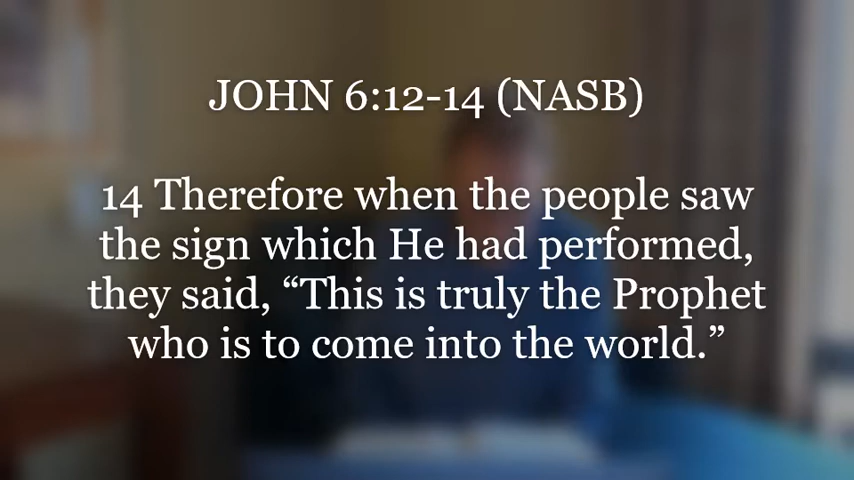 JOHN 6:12-14 (NASB)
14 Therefore when the people saw
the sign which He had performed,
they said, “This is truly the Prophet
who is to come into the world.”